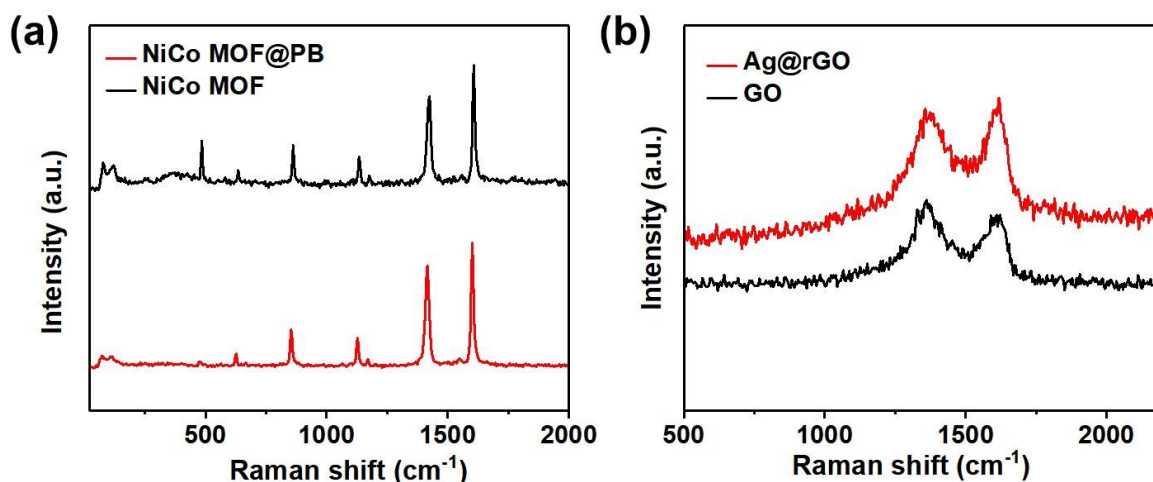 (a)
NiCo MOF@PB
NiCo MOF
Intensity (a.u.)
500 1000 1500 2000
Raman shift (cm⁻¹)
(b)
Ag@rGO
GO
Intensity (a.u.)
500 1000 1500 2000
Raman shift (cm⁻¹)